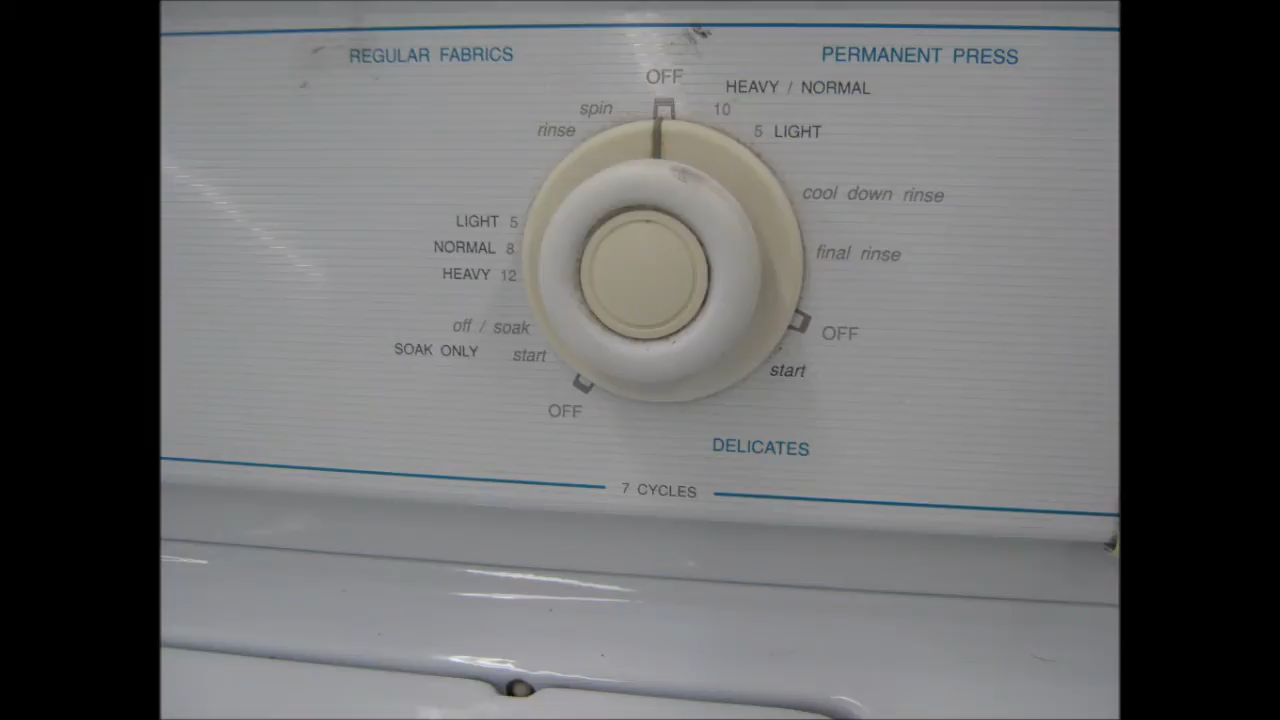 REGULAR FABRICS
PERMANENT PRESS
OFF
HEAVY / NORMAL
spin
10
rinse
5 LIGHT
cool down rinse
LIGHT 5
NORMAL 8
final rinse
HEAVY 12
off / soak
OFF
SOAK ONLY start
start
OFF
DELICATES
7 CYCLES